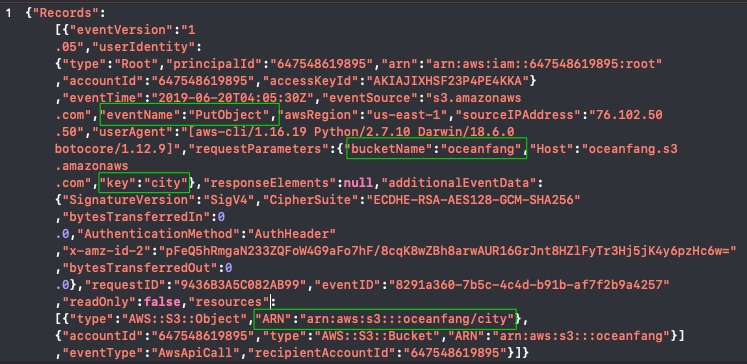 1 {"Records":
[{"eventVersion":"1
.05","userIdentity":
{"type":"Root","principalId":"647548619895","arn":"arn:aws:iam::647548619895:root"
,"accountId":"647548619895","accessKeyId":"AKIAJIXHSF23P4PE4KKA"}
,"eventTime":"2019-06-20T04:05:30Z","eventSource":"s3.amazonaws
.com","eventName":"PutObject","awsRegion":"us-east-1","sourceIPAddress":"76.102.50
.50","userAgent":"[aws-cli/1.16.19 Python/2.7.10 Darwin/18.6.0
botocore/1.12.9]","requestParameters":{"bucketName":"oceanfang","Host":"oceanfang.s3
.amazonaws
.com","key":"city"},"responseElements":null,"additionalEventData":
{"SignatureVersion":"SigV4","CipherSuite":"ECDHE-RSA-AES128-GCM-SHA256"
,"bytesTransferredIn":0
.0,"AuthenticationMethod":"AuthHeader"
,"x-amz-id-2":"pFeQ5hRmgaN233ZQFoW4G9aFo7hF/8cqK8wZBh8arwAUR16GrJnt8HZlFyTr3Hj5jK4y6pzHc6w="
,"bytesTransferredOut":0
.0},"requestID":"9436B3A5C082AB99","eventID":"8291a360-7b5c-4c4d-b91b-af7f2b9a4257"
,"readOnly":false,"resources":
[{"type":"AWS::S3::Object","ARN":"arn:aws:s3:::oceanfang/city"},
{"accountId":"647548619895","type":"AWS::S3::Bucket","ARN":"arn:aws:s3:::oceanfang"}]
,"eventType":"AwsApiCall","recipientAccountId":"647548619895"}]}